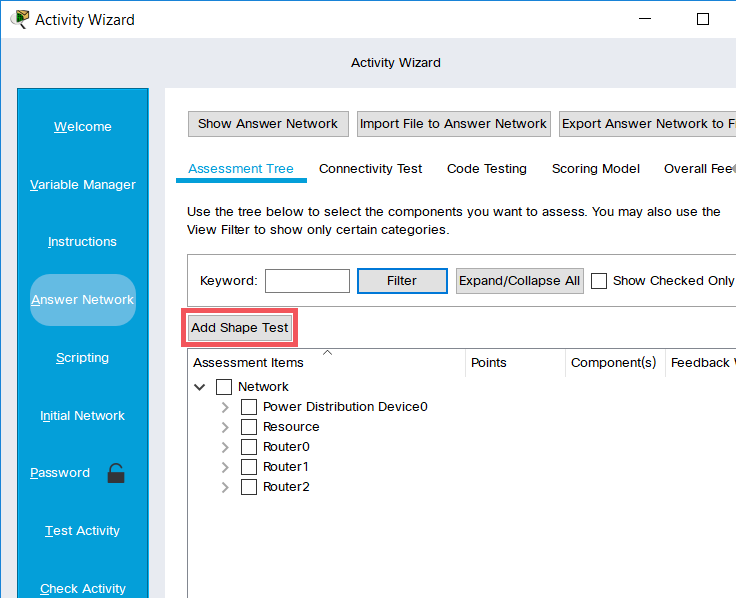 Activity Wizard
Activity Wizard
Welcome
Variable Manager
Instructions
Answer Network
Scripting
Initial Network
Password
Test Activity
Check Activity
Show Answer Network
Import File to Answer Network
Export Answer Network to F
Assessment Tree
Connectivity Test
Code Testing
Scoring Model
Overall Fee
Use the tree below to select the components you want to assess. You may also use the
View Filter to show only certain categories.
Keyword:
Filter
Expand/Collapse All
Show Checked Only
Add Shape Test
Assessment Items
Points
Component(s)
Feedback
Network
Power Distribution Device0
Resource
Router0
Router1
Router2